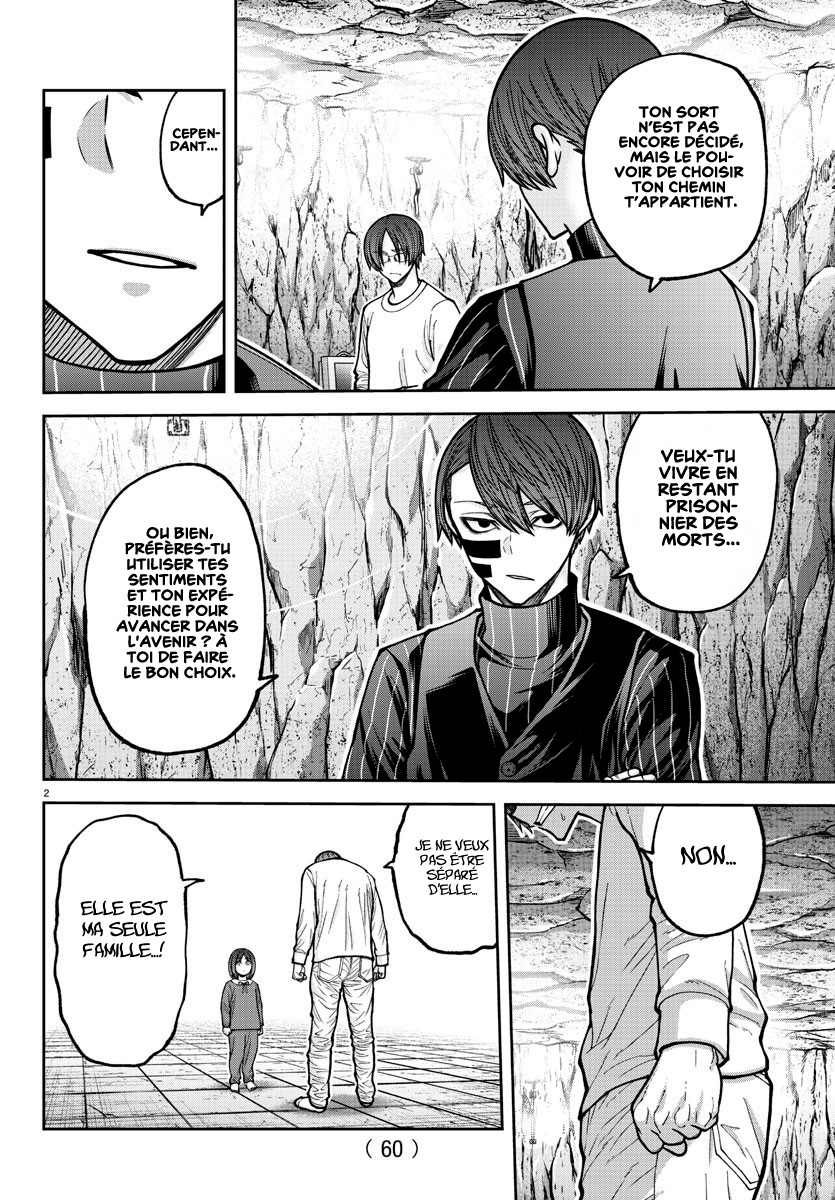 TON SORT
N'EST PAS
ENCORE DÉCIDÉ,
MAIS LE POU-
VOIR DE CHOISIR
TON CHEMIN
T'APPARTIENT.
CEPEN-
DANT...
VEUX-TU
VIVRE EN
RESTANT
PRISON-
NIER DES
MORTS...
OU BIEN,
PRÉFÈRES-TU
UTILISER TES
SENTIMENTS
ET TON EXPÉ-
RIENCE POUR
AVANCER DANS
L'AVENIR ? À
TOI DE FAIRE
LE BON CHOIX.
2
NON...
JE NE VEUX
PAS ÊTRE
SÉPARÉ
D'ELLE...
ELLE EST
MA SEULE
FAMILLE...!
( 60 )